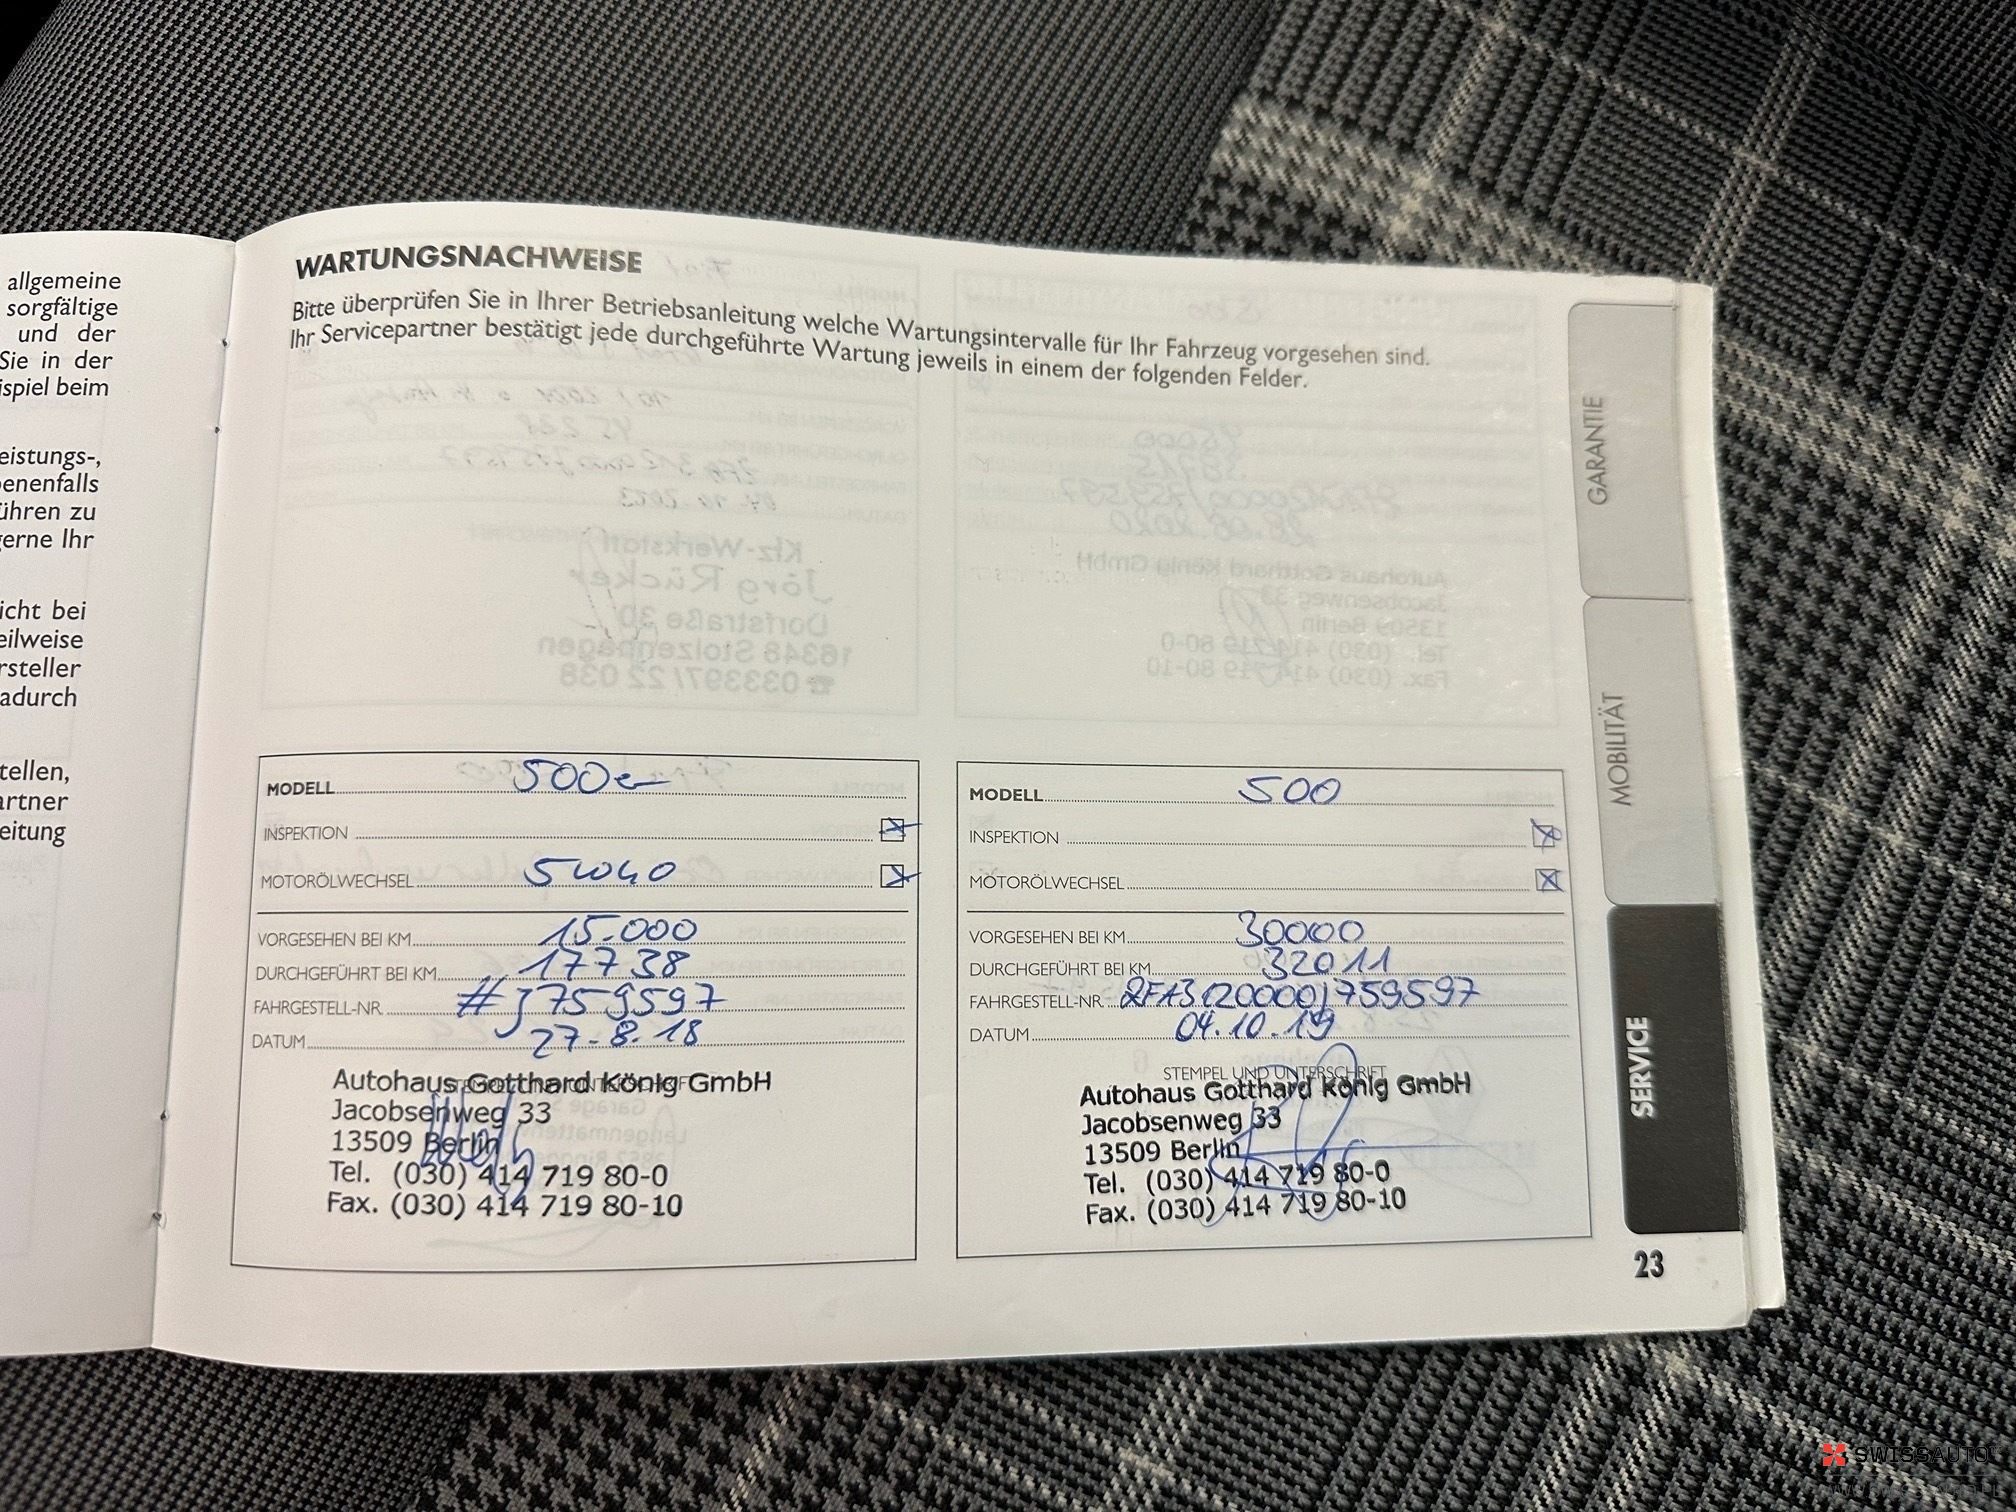 allgemeine
sorgfältige
und der
Sie in der
ispiel beim
eistungs-,
benenfalls
ühren zu
gerne Ihr
icht bei
eilweise
rsteller
adurch
tellen,
artner
eitung
WARTUNGSNACHWEISE
Bitte überprüfen Sie in Ihrer Betriebsanleitung welche Wartungsintervalle für Ihr Fahrzeug vorgesehen sind.
Ihr Servicepartner bestätigt jede durchgeführte Wartung jeweils in einem der folgenden Felder.
MODELL 500c
INSPEKTION
MOTORÖLWECHSEL 5W40
VORGESEHEN BEI KM 15.000
DURCHGEFÜHRT BEI KM 17738
FAHRGESTELL-NR. #J759597
DATUM 27.8.18
Autohaus Gotthard König GmbH
Jacobsenweg 33
13509 Berlin
Tel. (030) 414 719 80-0
Fax. (030) 414 719 80-10
MODELL 500
INSPEKTION
MOTORÖLWECHSEL
VORGESEHEN BEI KM 30000
DURCHGEFÜHRT BEI KM 32011
FAHRGESTELL-NR. ZFA3120000J759597
DATUM 04.10.19
STEMPEL UND UNTERSCHRIFT
Autohaus Gotthard König GmbH
Jacobsenweg 33
13509 Berlin
Tel. (030) 414 719 80-0
Fax. (030) 414 719 80-10
GARANTIE
MOBILITÄT
SERVICE
23
SWISSAUTO